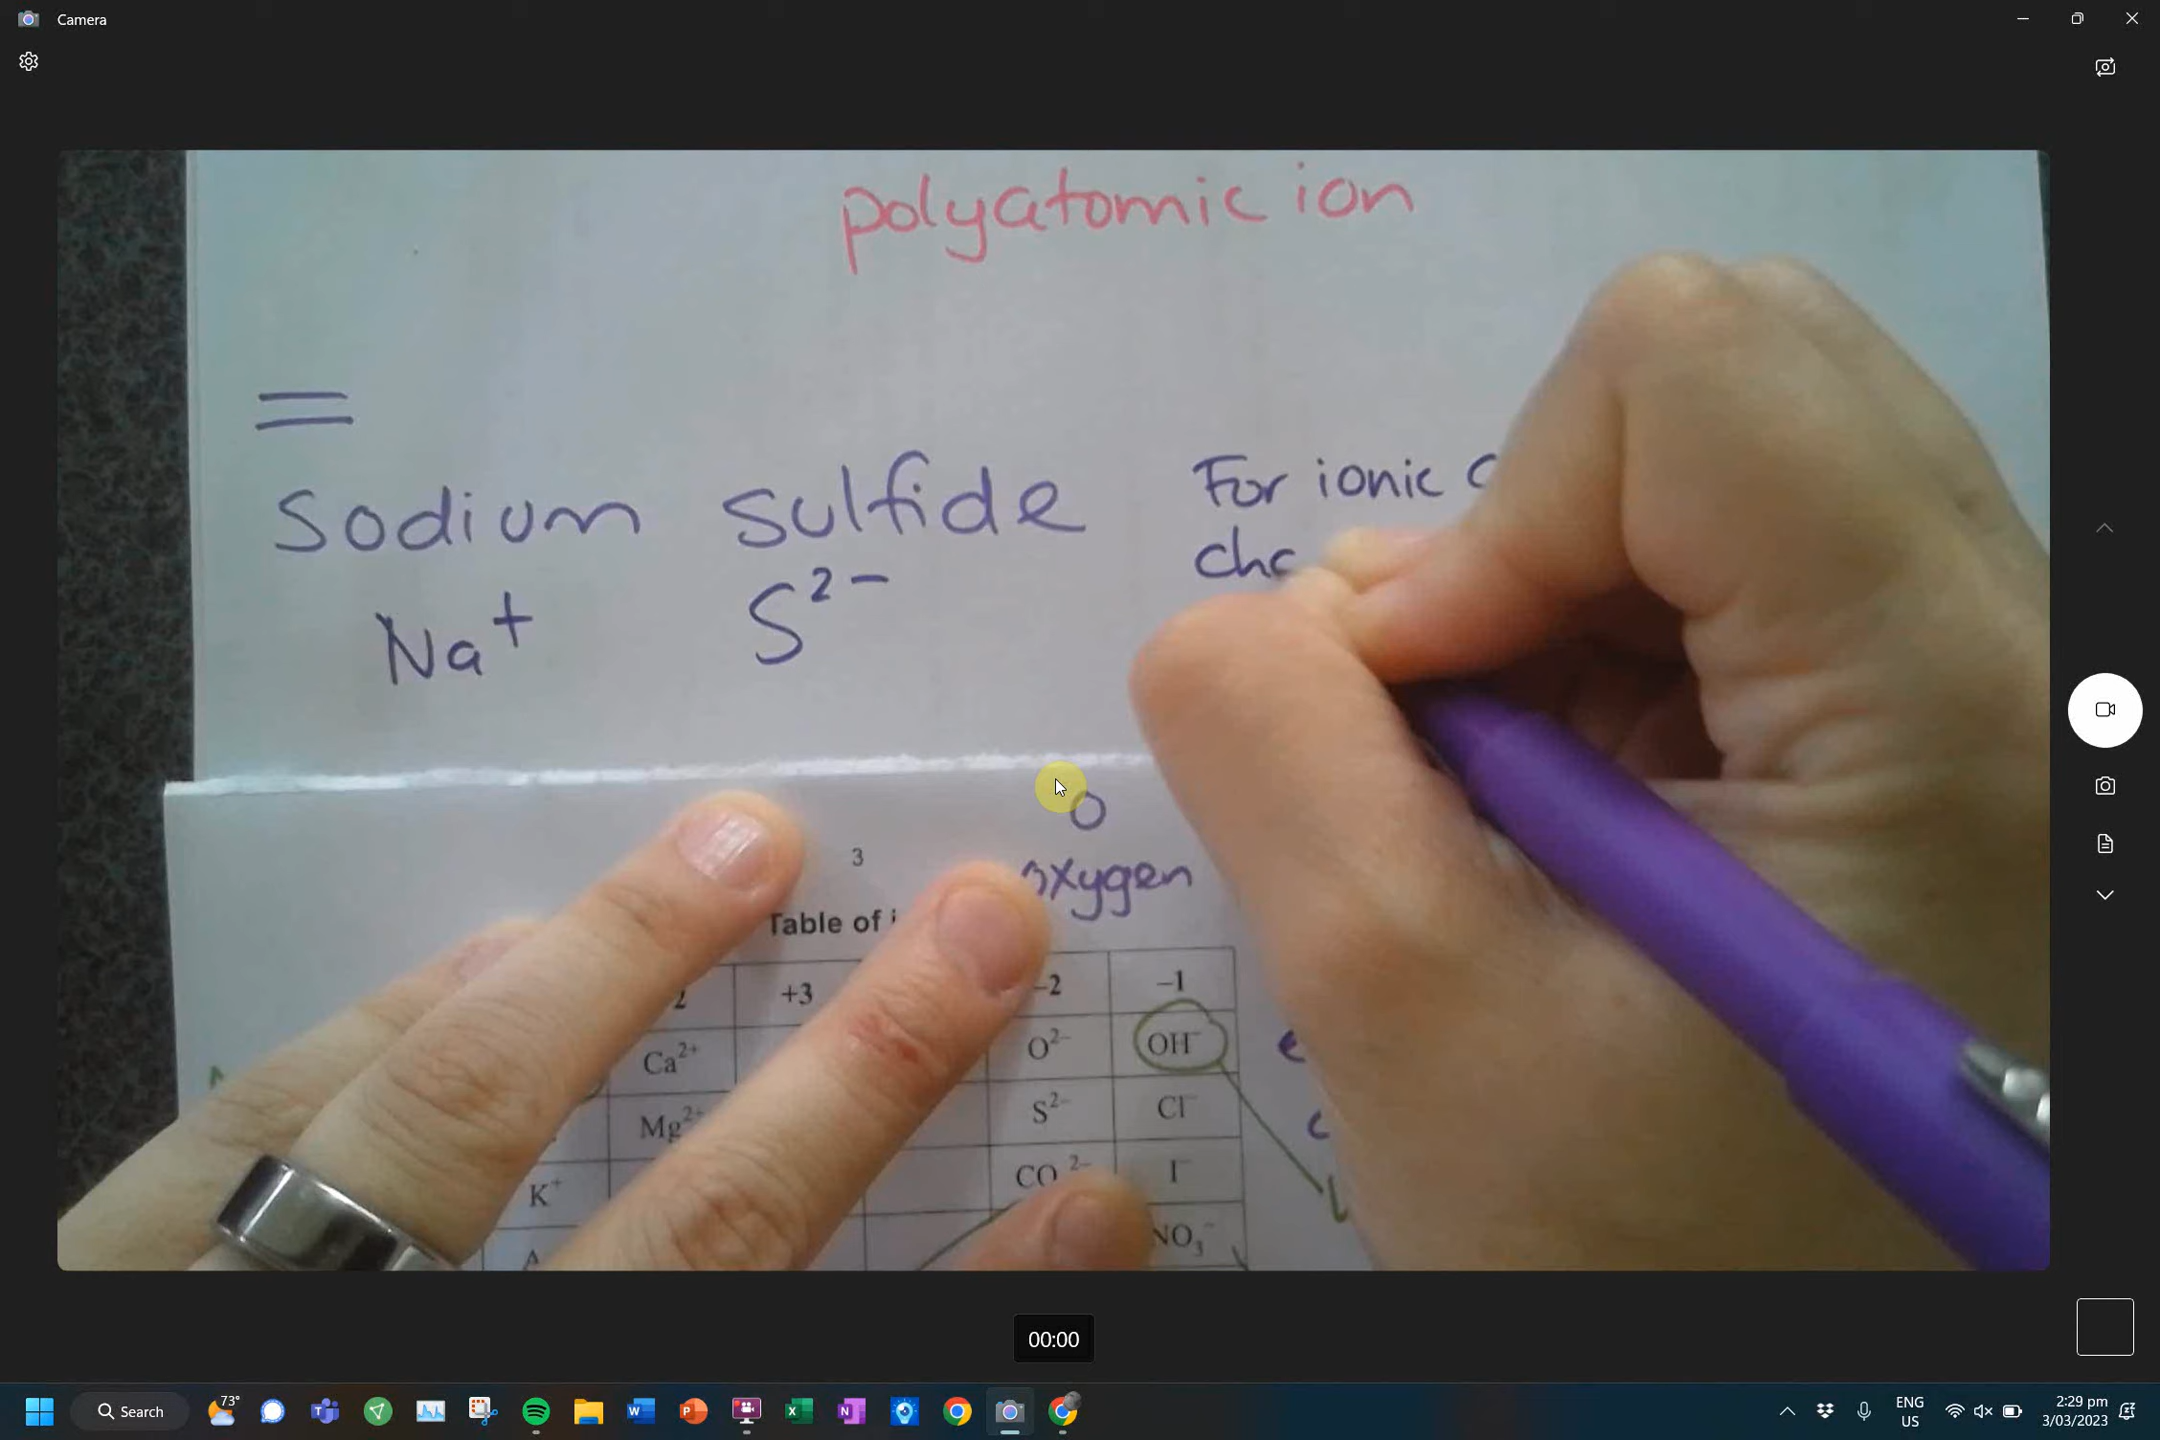 Camera
polyatomic ion
=
Sodium sulfide
Na⁺ S²⁻
For ionic
O
oxygen
3
Table of
+3 -2 -1
Ca²⁺ O²⁻ OH⁻
Mg²⁺ S²⁻ Cl⁻
K⁺ CO ²⁻ I⁻
NO₃⁻
00:00
Search
73°
ENG
US
2:29 pm
3/03/2023